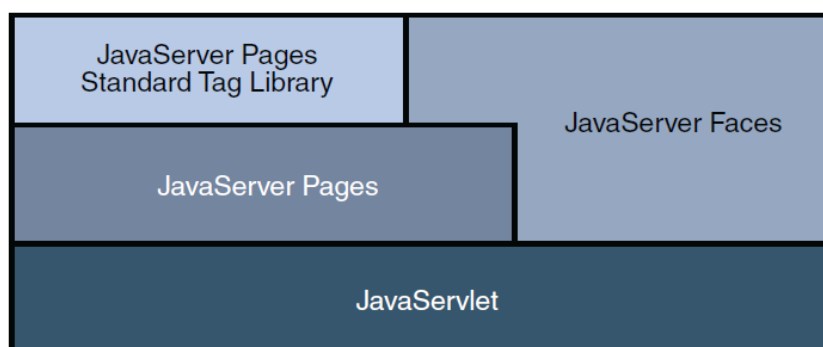 JavaServer Pages
Standard Tag Library
JavaServer Faces
JavaServer Pages
JavaServlet